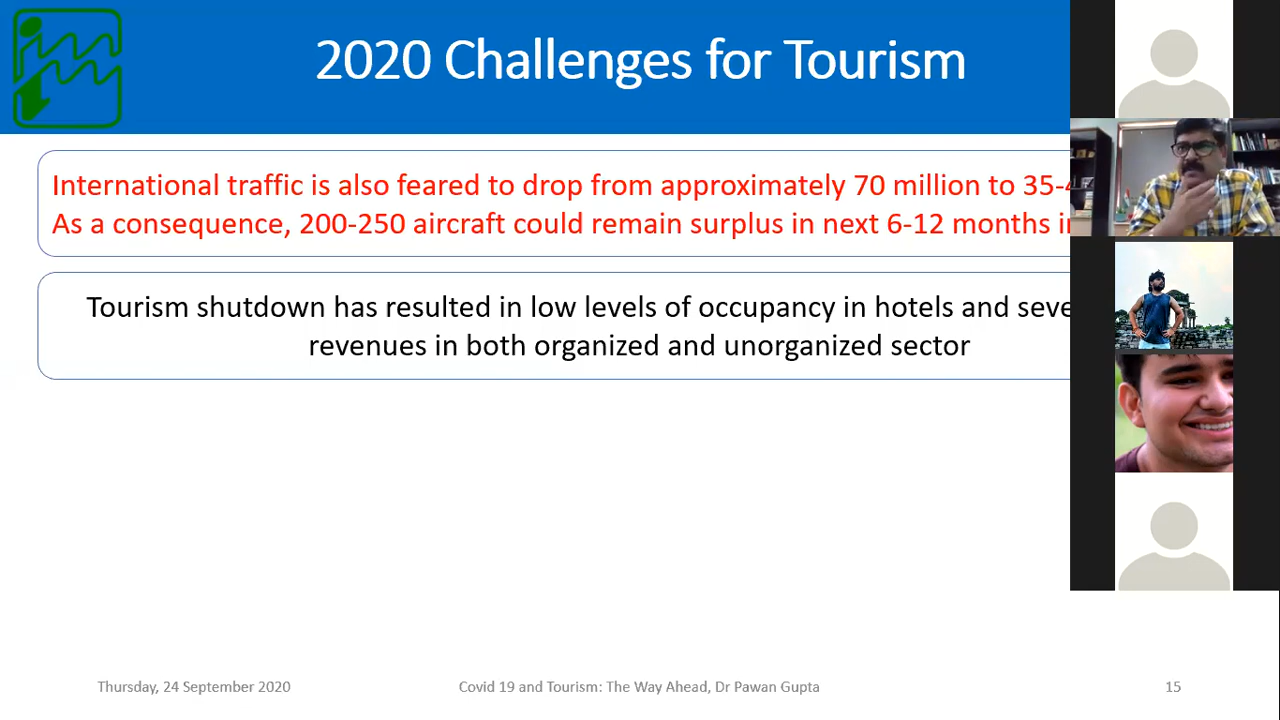 2020 Challenges for Tourism
International traffic is also feared to drop from approximately 70 million to 35-
As a consequence, 200-250 aircraft could remain surplus in next 6-12 months
Tourism shutdown has resulted in low levels of occupancy in hotels and
revenues in both organized and unorganized sector
Thursday, 24 September 2020
Covid 19 and Tourism: The Way Ahead, Dr Pawan Gupta
15